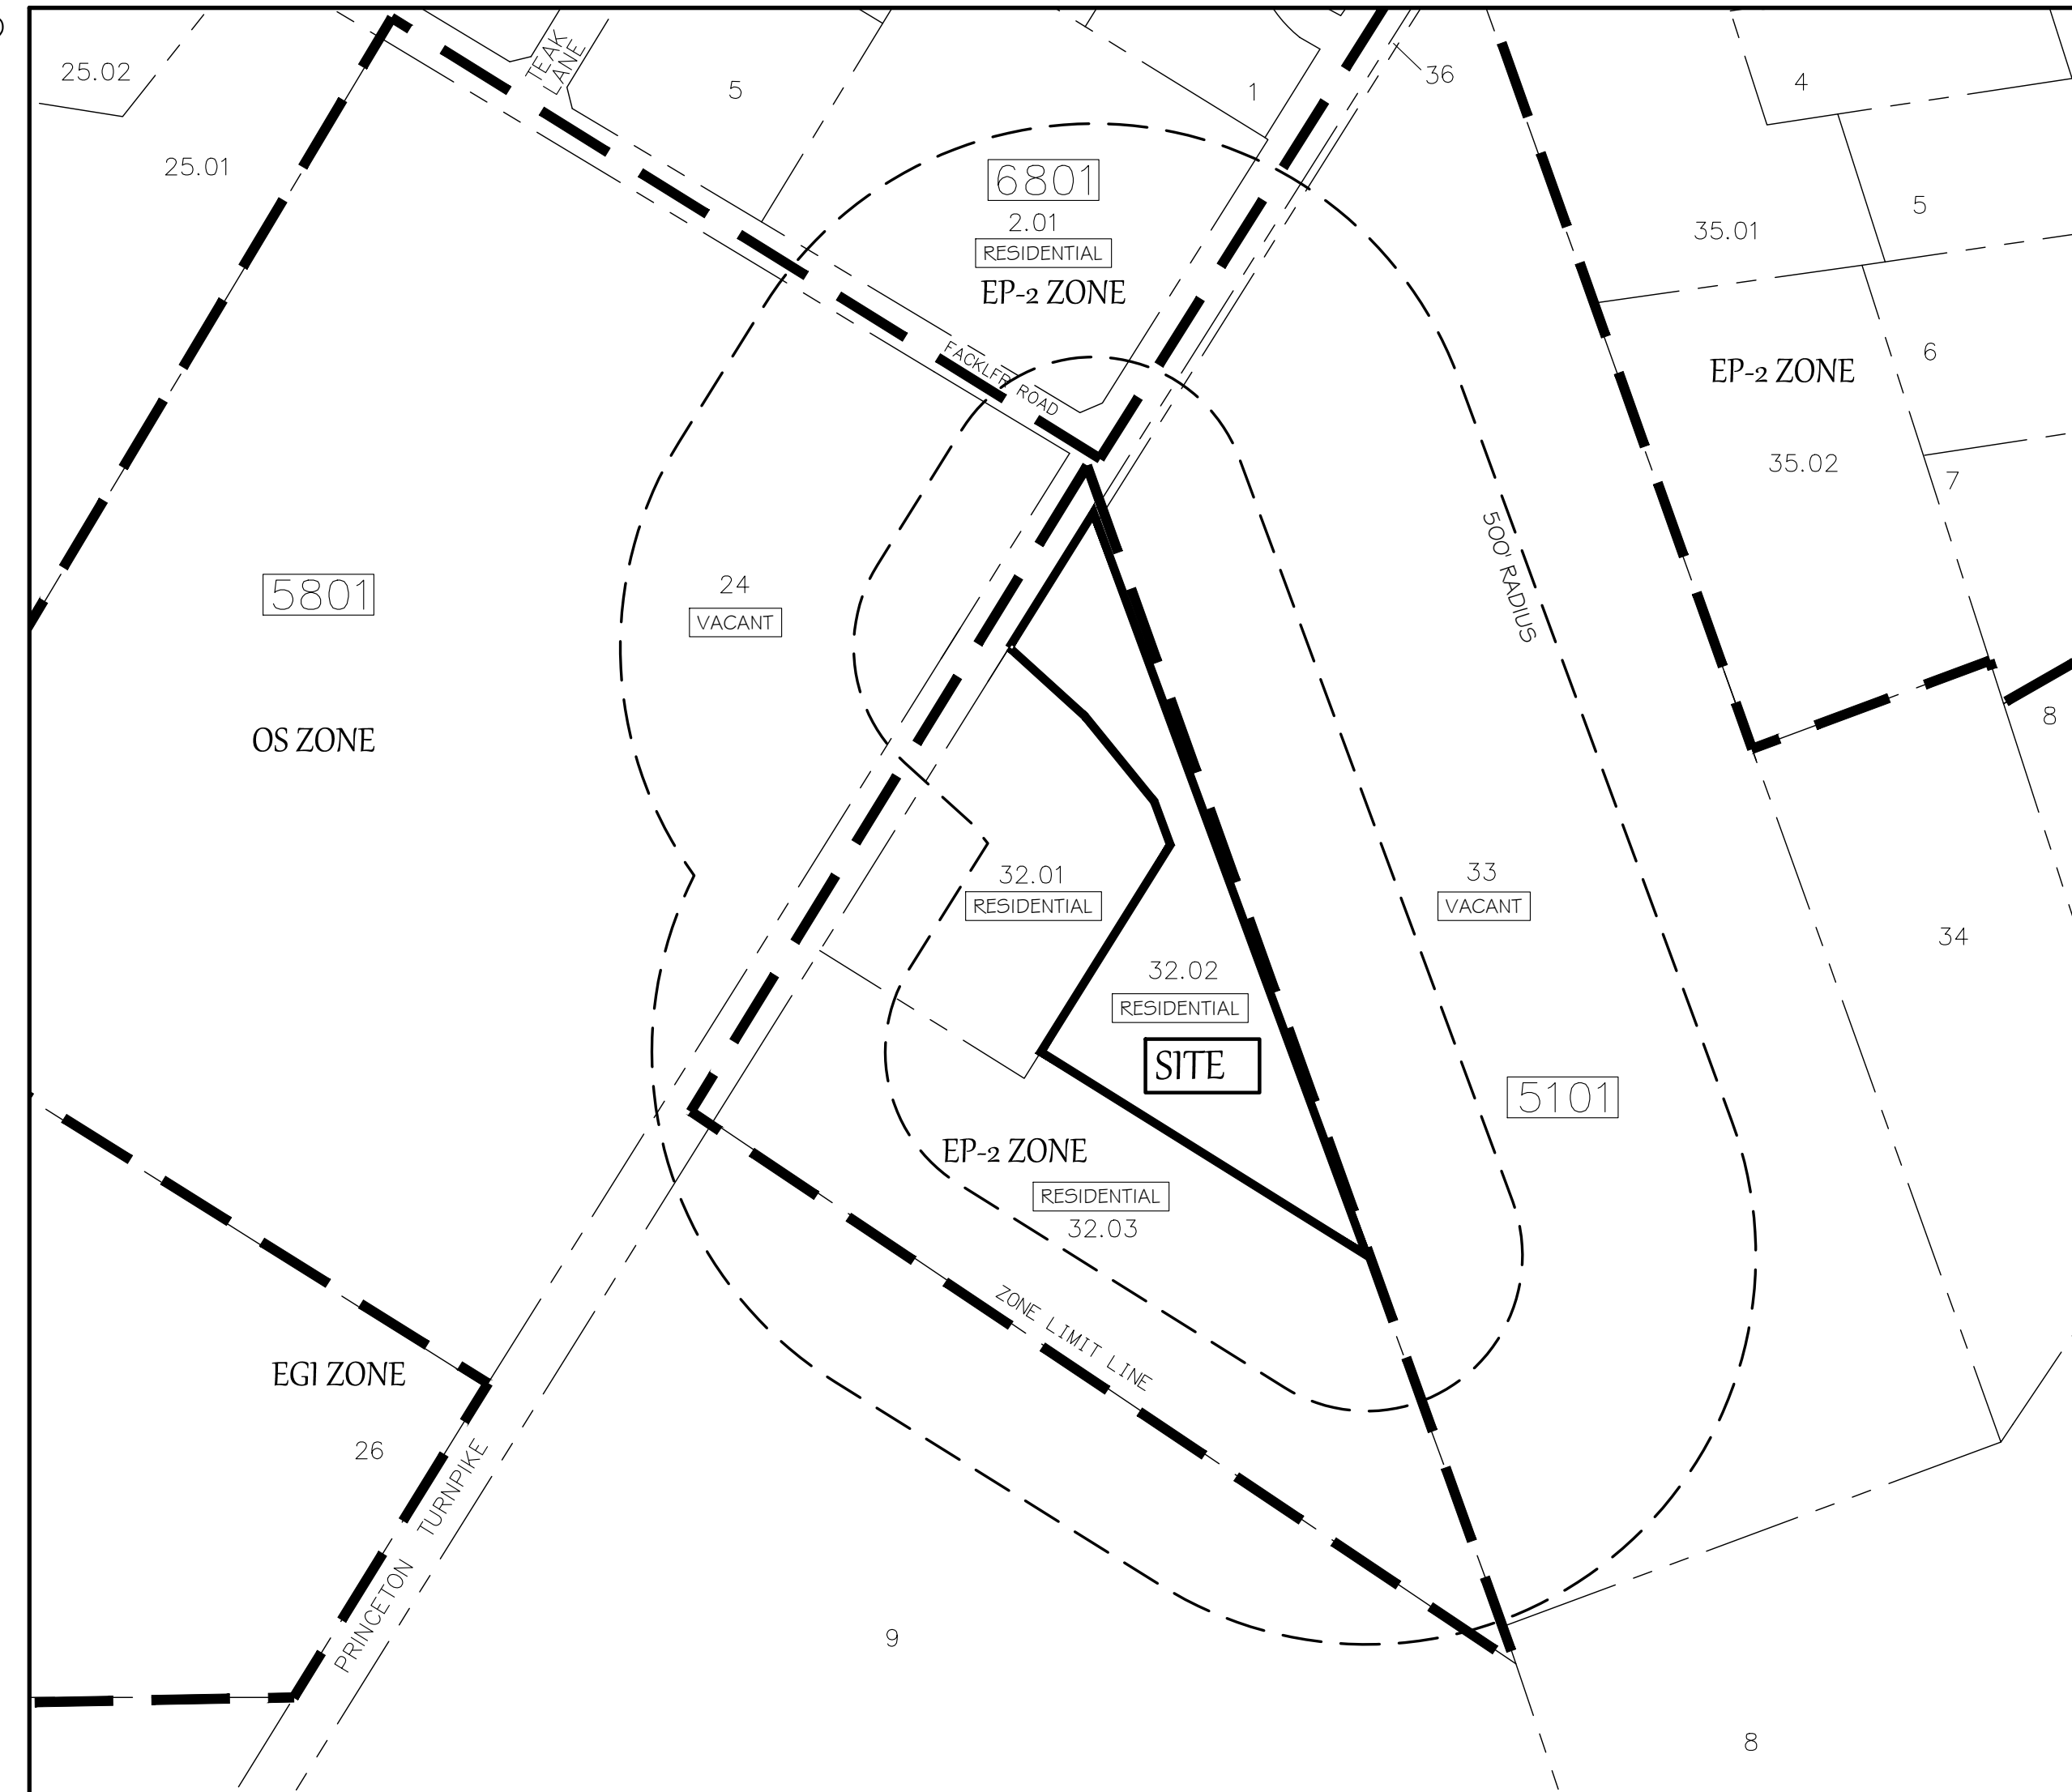 25.02
TEAK
LANE
5
1
36
4
25.01
6801
2.01
RESIDENTIAL
EP-2 ZONE
35.01
5
FACKLER ROAD
6
EP-2 ZONE
35.02
7
500' RADIUS
5801
24
VACANT
OS ZONE
8
32.01
RESIDENTIAL
33
VACANT
34
32.02
RESIDENTIAL
SITE
5101
EP-2 ZONE
RESIDENTIAL
32.03
ZONE LIMIT LINE
EGI ZONE
26
PRINCETON TURNPIKE
9
8